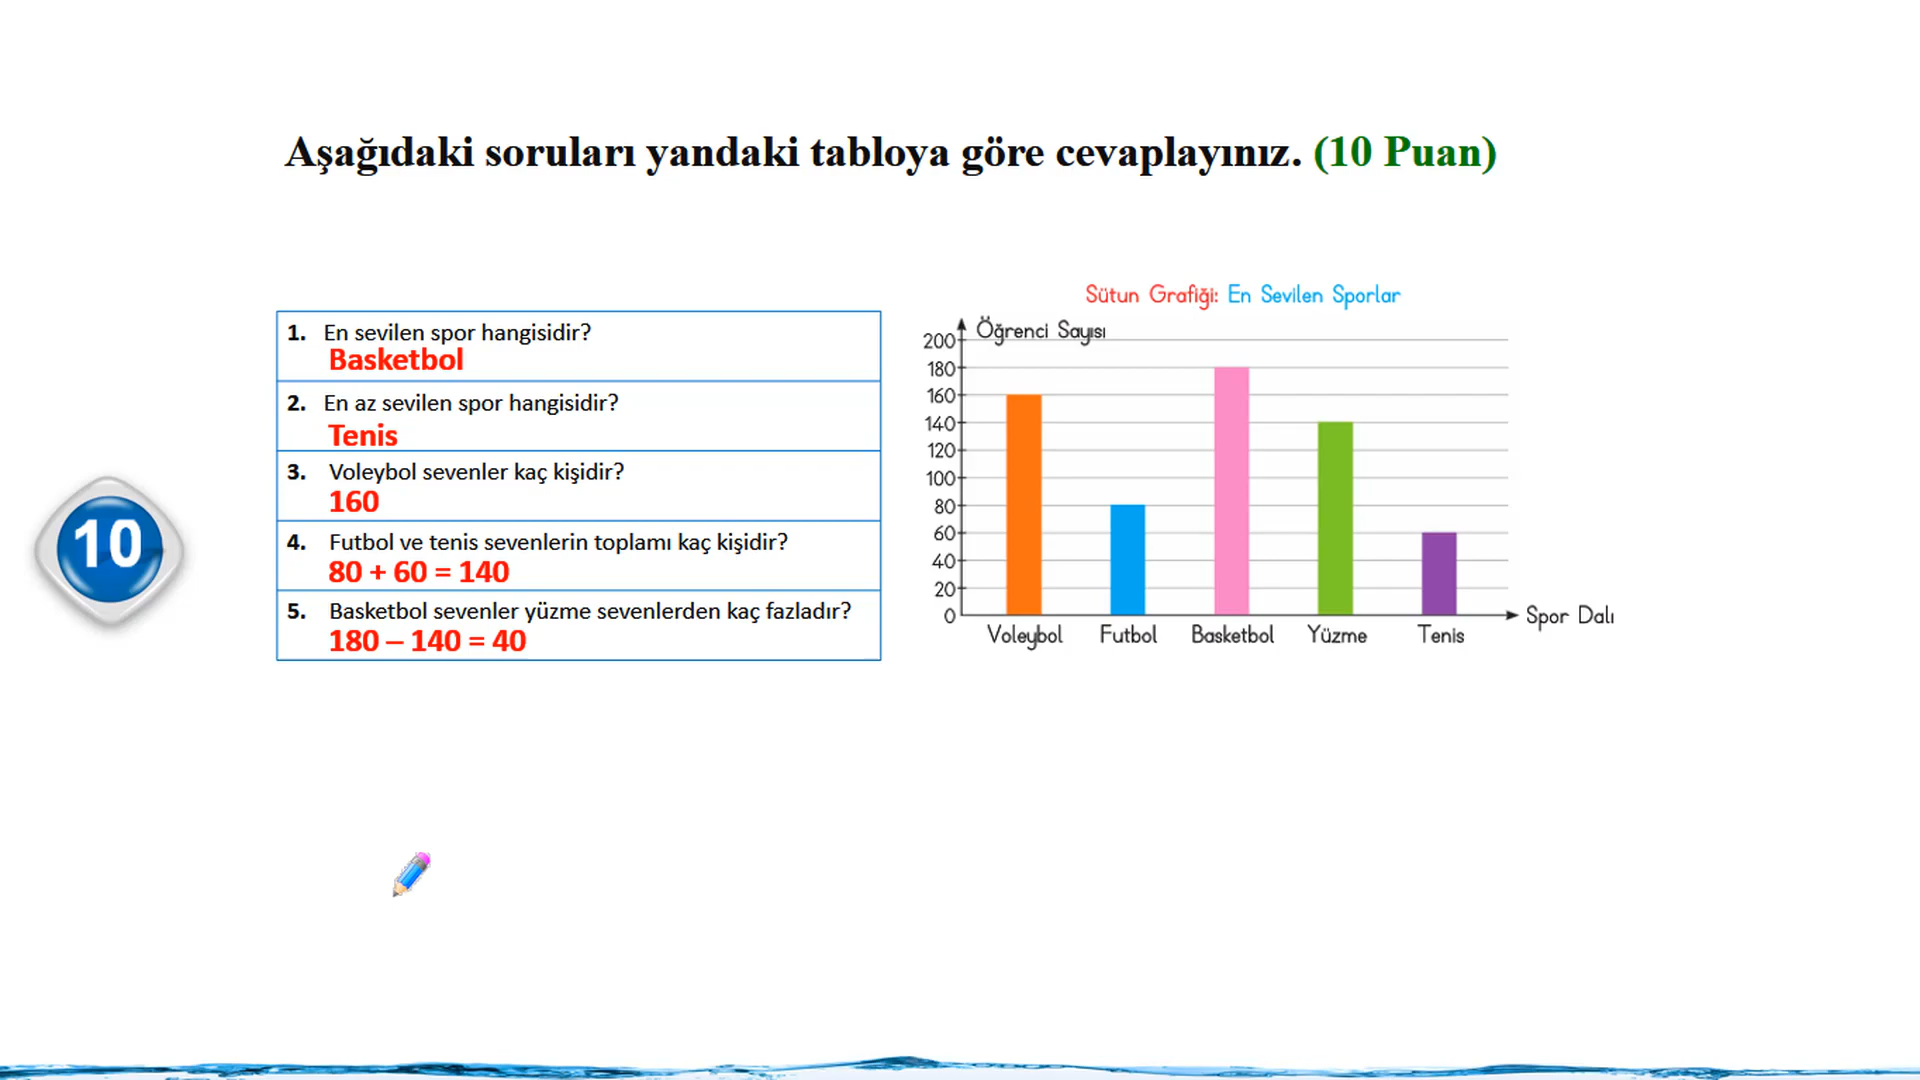 Aşağıdaki soruları yandaki tabloya göre cevaplayınız. (10 Puan)
10
1. En sevilen spor hangisidir?
Basketbol
2. En az sevilen spor hangisidir?
Tenis
3. Voleybol sevenler kaç kişidir?
160
4. Futbol ve tenis sevenlerin toplamı kaç kişidir?
80 + 60 = 140
5. Basketbol sevenler yüzme sevenlerden kaç fazladır?
180 – 140 = 40
Sütun Grafiği: En Sevilen Sporlar
Öğrenci Sayısı
200
180
160
140
120
100
80
60
40
20
0
Voleybol Futbol Basketbol Yüzme Tenis
Spor Dalı